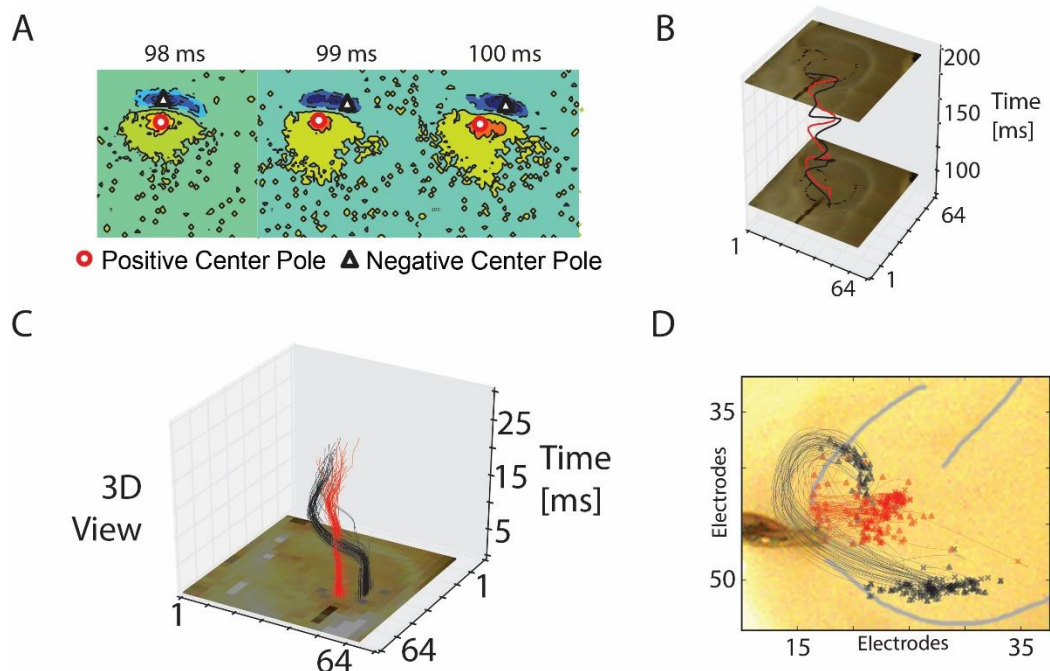 A
98 ms
99 ms
100 ms
Positive Center Pole
Negative Center Pole
B
200
150
100
Time
[ms]
1
64
1
64
C
3D
View
25
20
15
10
5
Time
[ms]
1
64
64
1
D
35
50
Electrodes
15
Electrodes
35